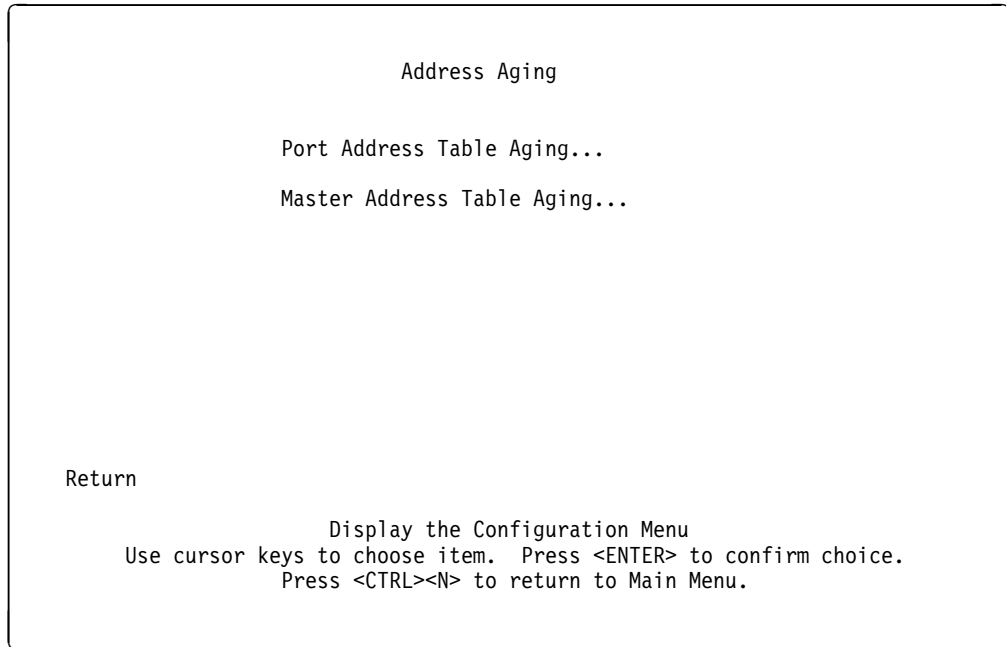 Address Aging
Port Address Table Aging...
Master Address Table Aging...
Return
Display the Configuration Menu
Use cursor keys to choose item.  Press <ENTER> to confirm choice.
Press <CTRL><N> to return to Main Menu.